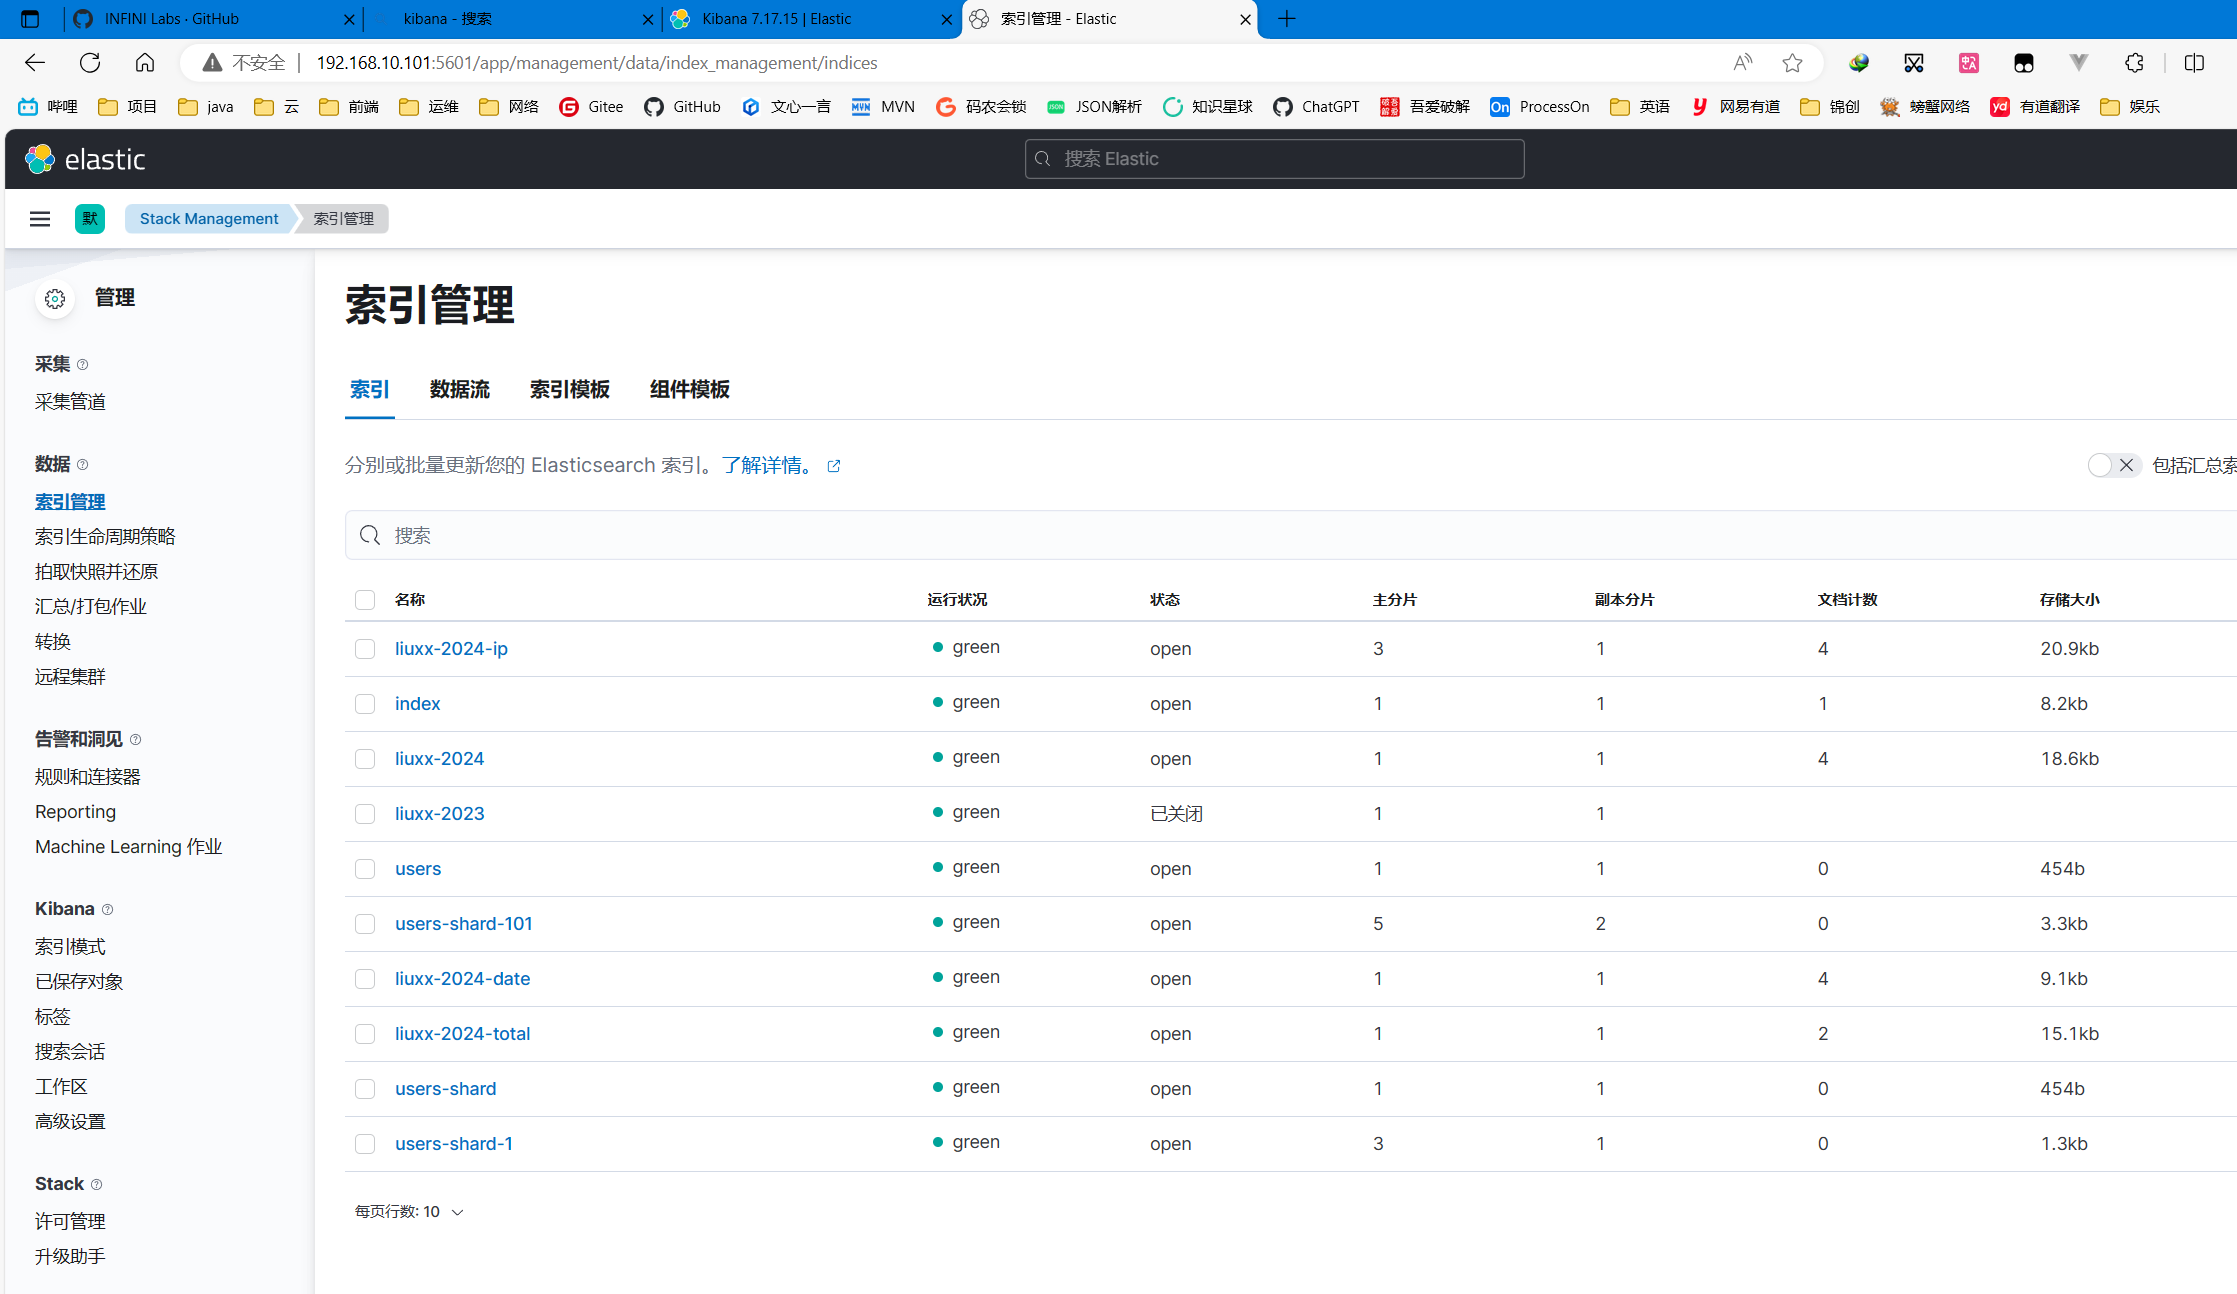 INFINI Labs · GitHub
kibana - 搜索
Kibana 7.17.15 | Elastic
索引管理 - Elastic
不安全 192.168.10.101:5601/app/management/data/index_management/indices
哔哩 项目 java 云 前端 运维 网络 Gitee GitHub 文心一言 MVN 码农会锁 JSON解析 知识星球 ChatGPT 吾爱破解 ProcessOn 英语 网易有道 锦创 螃蟹网络 有道翻译 娱乐
elastic
搜索 Elastic
默 Stack Management 索引管理
管理
采集
采集管道
数据
索引管理
索引生命周期策略
拍取快照并还原
汇总/打包作业
转换
远程集群
告警和洞见
规则和连接器
Reporting
Machine Learning 作业
Kibana
索引模式
已保存对象
标签
搜索会话
工作区
高级设置
Stack
许可管理
升级助手
索引管理
索引 数据流 索引模板 组件模板
分别或批量更新您的 Elasticsearch 索引。了解详情。
包括汇总索
搜索
名称 运行状况 状态 主分片 副本分片 文档计数 存储大小
liuxx-2024-ip green open 3 1 4 20.9kb
index green open 1 1 1 8.2kb
liuxx-2024 green open 1 1 4 18.6kb
liuxx-2023 green 已关闭 1 1
users green open 1 1 0 454b
users-shard-101 green open 5 2 0 3.3kb
liuxx-2024-date green open 1 1 4 9.1kb
liuxx-2024-total green open 1 1 2 15.1kb
users-shard green open 1 1 0 454b
users-shard-1 green open 3 1 0 1.3kb
每页行数: 10